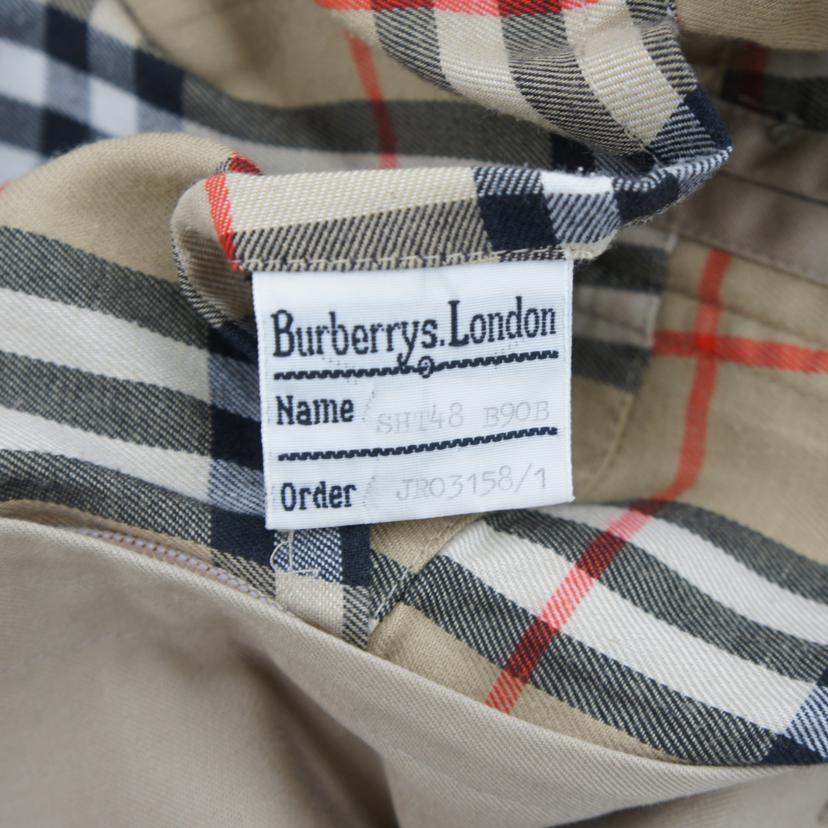 Burberrys.London
Name SHT48 B90B
Order JR03158/1